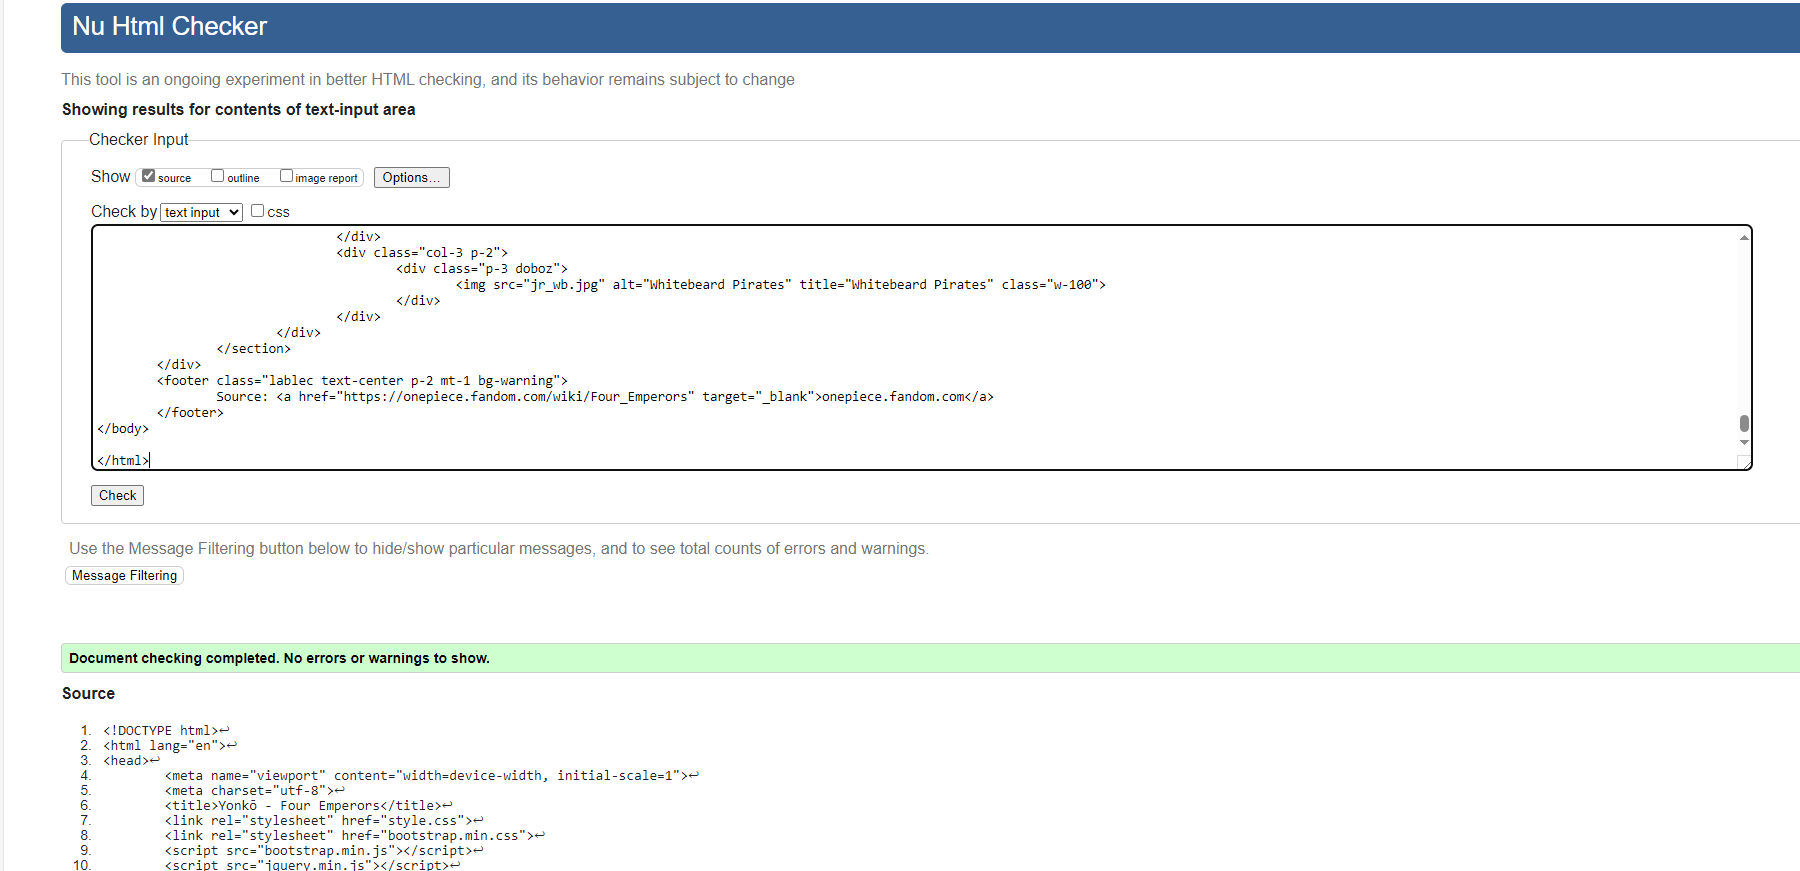 Nu Html Checker
This tool is an ongoing experiment in better HTML checking, and its behavior remains subject to change
Showing results for contents of text-input area
Checker Input
Show source outline image report Options...
Check by text input css
</div>
<div class="col-3 p-2">
<div class="p-3 doboz">
<img src="jr_wb.jpg" alt="Whitebeard Pirates" title="Whitebeard Pirates" class="w-100">
</div>
</div>
</div>
</section>
</div>
<footer class="lablec text-center p-2 mt-1 bg-warning">
Source: <a href="https://onepiece.fandom.com/wiki/Four_Emperors" target="_blank">onepiece.fandom.com</a>
</footer>
</body>
</html>
Check
Use the Message Filtering button below to hide/show particular messages, and to see total counts of errors and warnings.
Message Filtering
Document checking completed. No errors or warnings to show.
Source
1. <!DOCTYPE html>↩
2. <html lang="en">↩
3. <head>↩
4. <meta name="viewport" content="width=device-width, initial-scale=1">↩
5. <meta charset="utf-8">↩
6. <title>Yonkō - Four Emperors</title>↩
7. <link rel="stylesheet" href="style.css">↩
8. <link rel="stylesheet" href="bootstrap.min.css">↩
9. <script src="bootstrap.min.js"></script>↩
10. <script src="jquery.min.js"></script>↩